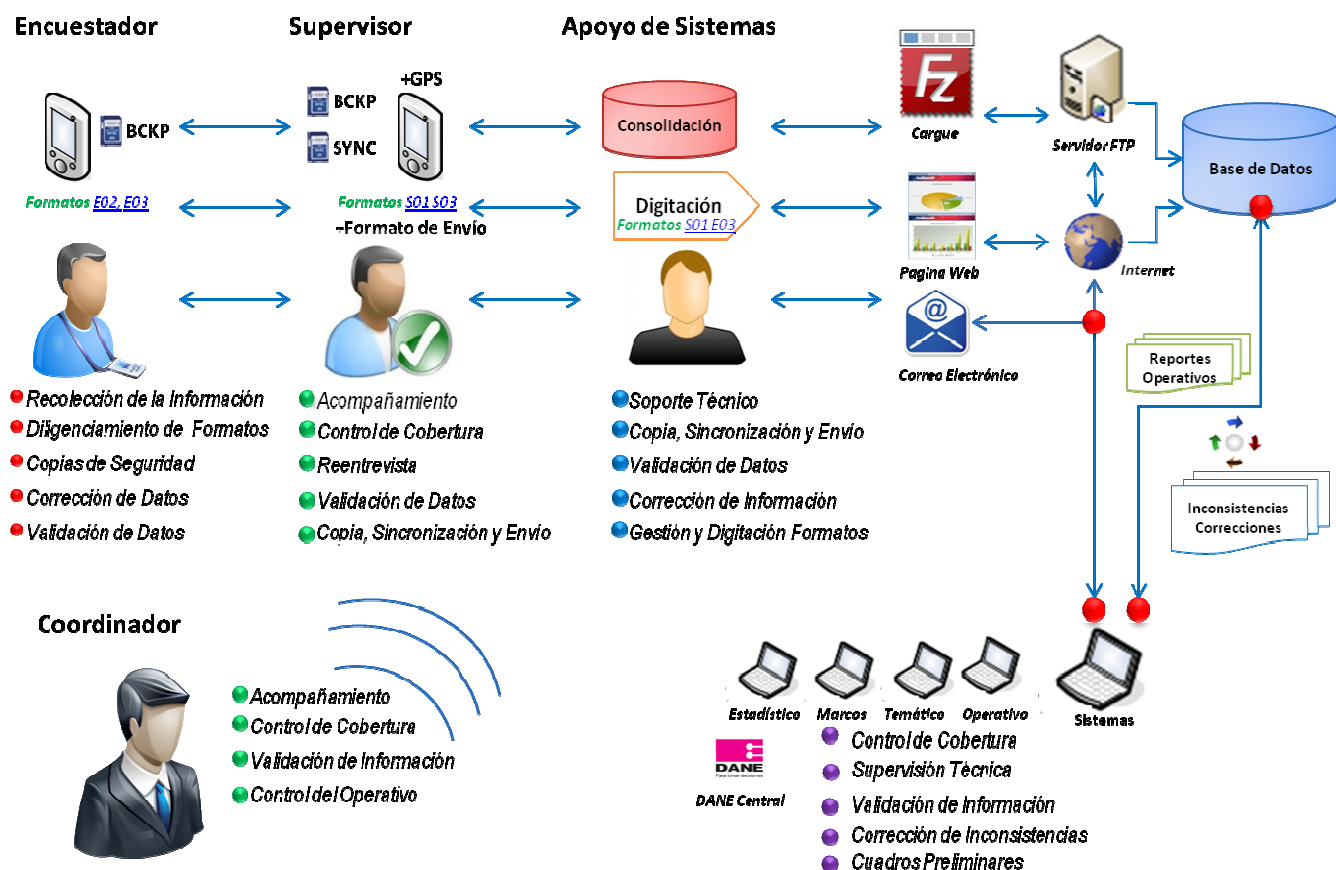 Encuestador
Supervisor
Apoyo de Sistemas
BCKP
Formatos E02, E03
+GPS
BCKP
SYNC
Formatos S01 S03
–Formato de Envío
Consolidación
Digitación
Formatos S01 E03
Cargue
Pagina Web
@
Correo Electrónico
Servidor FTP
Internet
Base de Datos
Reportes
Operativos
Inconsistencias
Correcciones
Recolección de la Información
Diligenciamiento de Formatos
Copias de Seguridad
Corrección de Datos
Validación de Datos
Acompañamiento
Control de Cobertura
Reentrevista
Validación de Datos
Copia, Sincronización y Envío
Soporte Técnico
Copia, Sincronización y Envío
Validación de Datos
Corrección de Información
Gestión y Digitación Formatos
Coordinador
Acompañamiento
Control de Cobertura
Validación de Información
Control del Operativo
Estadístico
Marcos
Temático
Operativo
Sistemas
DANE
Para tomar decisiones
DANE Central
Control de Cobertura
Supervisión Técnica
Validación de Información
Corrección de Inconsistencias
Cuadros Preliminares